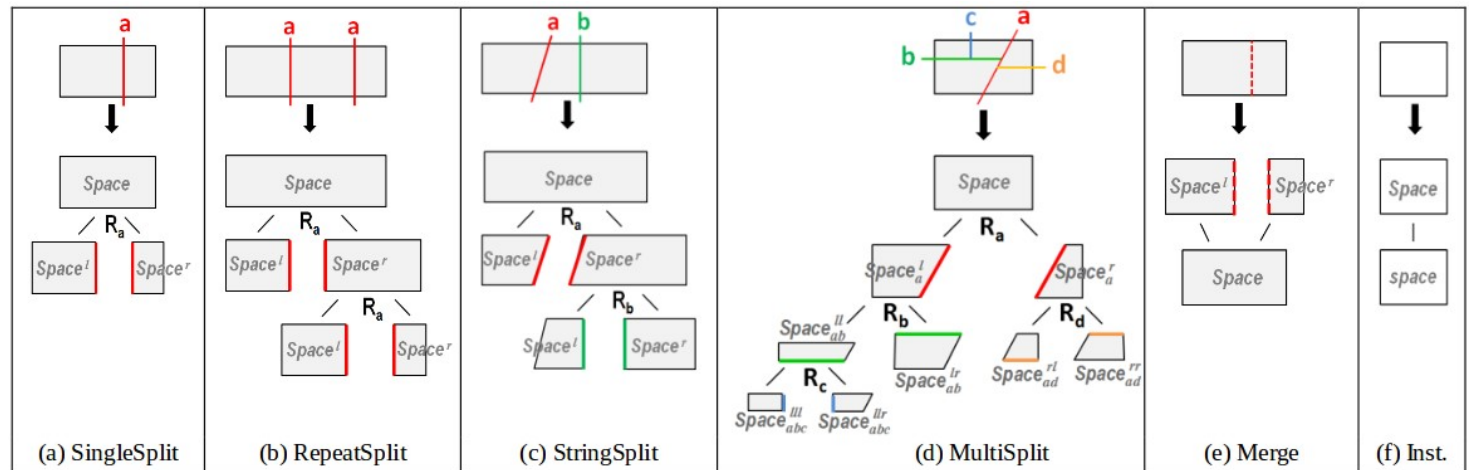 a
Space
R_a
Space^l
Space^r
(a) SingleSplit
a a
Space
R_a
Space^l
Space^r
R_a
Space^l
Space^r
(b) RepeatSplit
a b
Space
R_a
Space^l
Space^r
R_b
Space^l
Space^r
(c) StringSplit
c a
b d
Space
R_a
Space_a^l
Space_a^r
R_b
R_d
Space_ab^ll
Space_ab^lr
Space_ad^rl
Space_ad^rr
R_c
Space_abc^lll
Space_abc^llr
(d) MultiSplit
Space^l
Space^r
Space
(e) Merge
Space
space
(f) Inst.